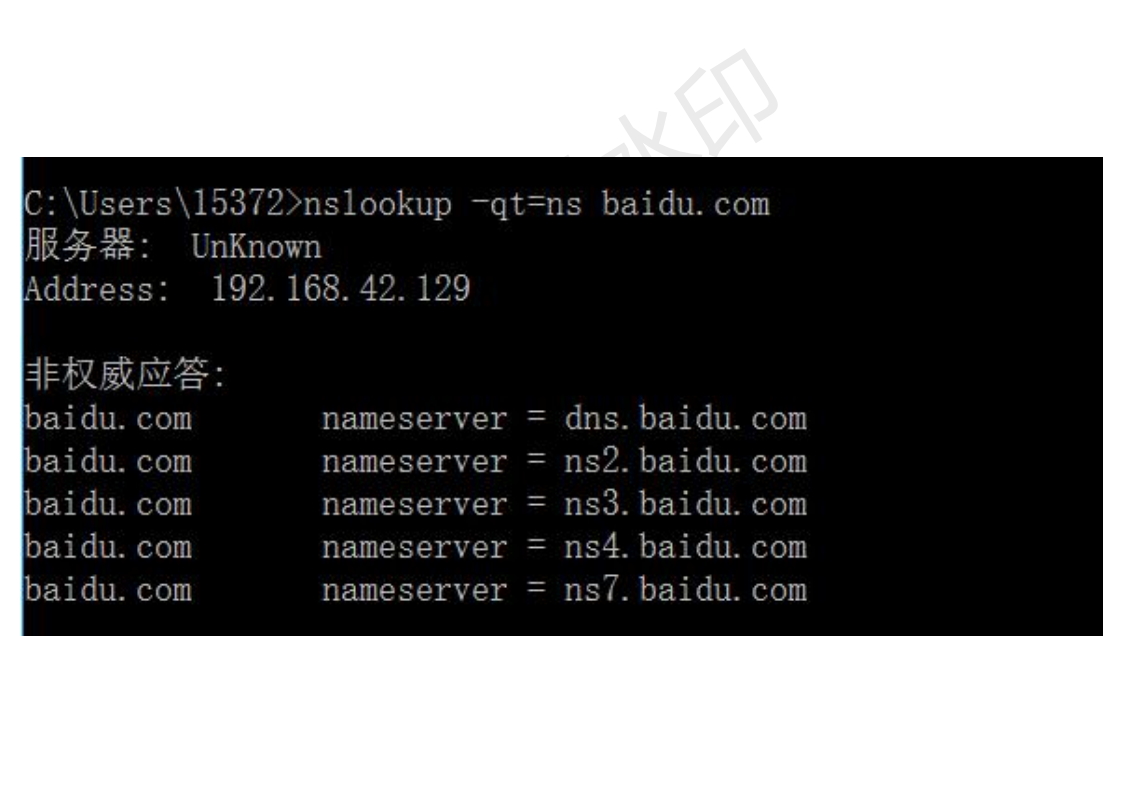 水印
C:\Users\15372>nslookup -qt=ns baidu.com
服务器:  UnKnown
Address:  192.168.42.129
非权威应答:
baidu.com       nameserver = dns.baidu.com
baidu.com       nameserver = ns2.baidu.com
baidu.com       nameserver = ns3.baidu.com
baidu.com       nameserver = ns4.baidu.com
baidu.com       nameserver = ns7.baidu.com